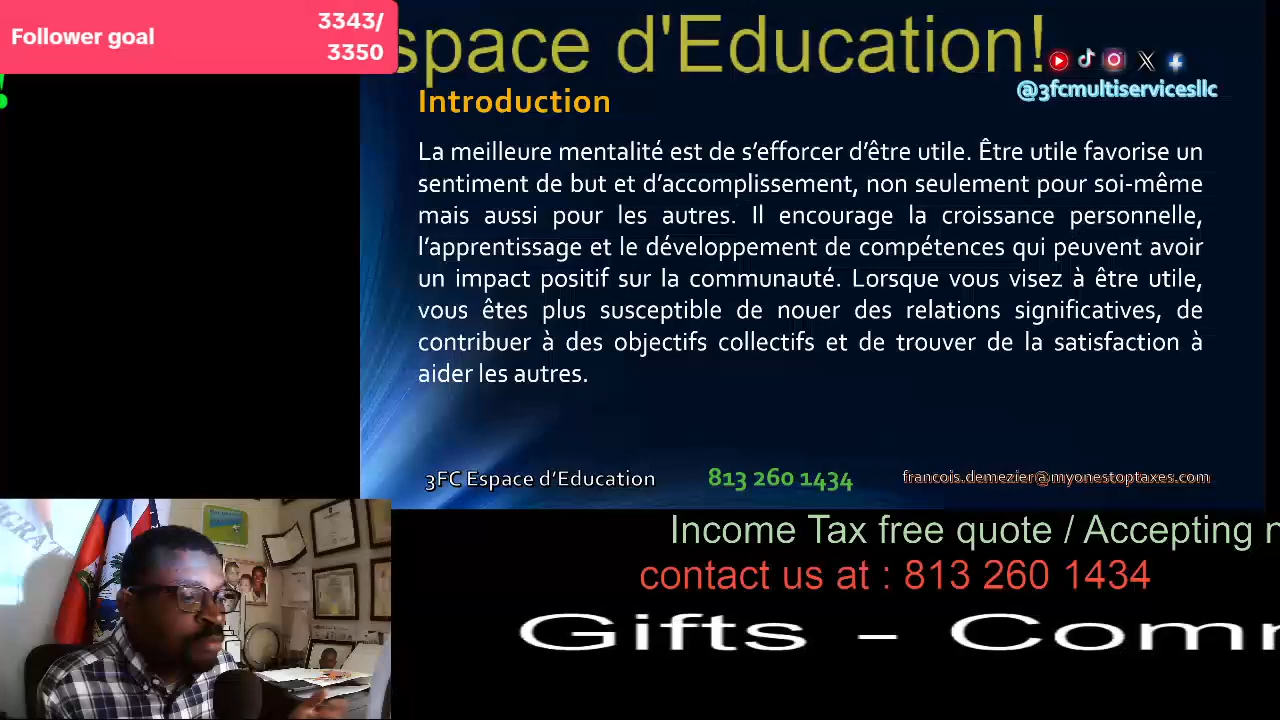 Follower goal
3343/
3350
space d'Education!
@3fcmultiservicesllc
Introduction
La meilleure mentalité est de s'efforcer d'être utile. Être utile favorise un
sentiment de but et d'accomplissement, non seulement pour soi-même
mais aussi pour les autres. Il encourage la croissance personnelle,
l'apprentissage et le développement de compétences qui peuvent avoir
un impact positif sur la communauté. Lorsque vous visez à être utile,
vous êtes plus susceptible de nouer des relations significatives, de
contribuer à des objectifs collectifs et de trouver de la satisfaction à
aider les autres.
3FC Espace d'Education
813 260 1434
francois.demezier@myonestoptaxes.com
Income Tax free quote / Accepting
contact us at : 813 260 1434
Gifts - Com